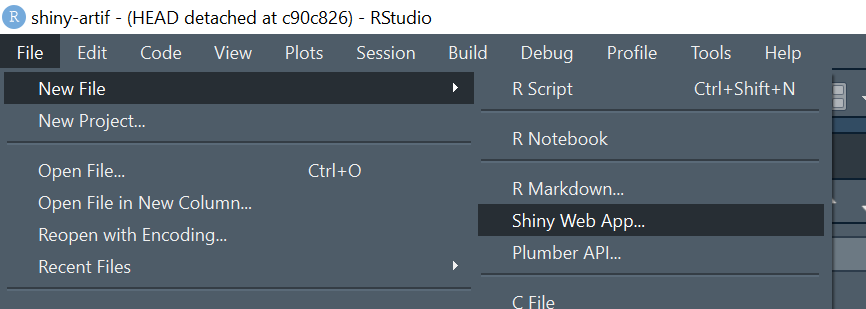 R shiny-artif - (HEAD detached at c90c826) - RStudio
File Edit Code View Plots Session Build Debug Profile Tools Help
New File
New Project...
Open File... Ctrl+O
Open File in New Column...
Reopen with Encoding...
Recent Files
R Script Ctrl+Shift+N
R Notebook
R Markdown...
Shiny Web App...
Plumber API...
C File